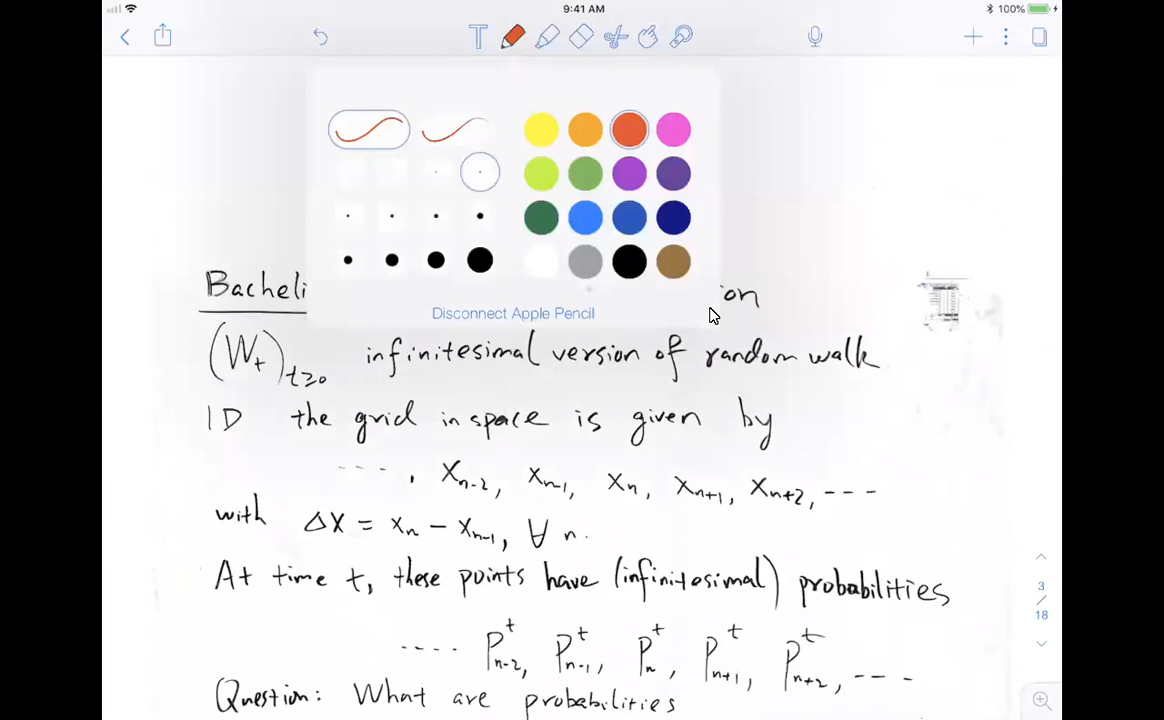 9:41 AM
100%
T
Disconnect Apple Pencil
Bacheli
ion
(W_t)_{t≥0} infinitesimal version of random walk
1D the grid in space is given by
---- , x_{n-2}, x_{n-1}, x_n, x_{n+1}, x_{n+2}, ---
with Δx = x_n - x_{n-1}, ∀ n.
At time t, these points have (infinitesimal) probabilities
---- p^t_{n-2}, p^t_{n-1}, p^t_n, p^t_{n+1}, p^t_{n+2}, ----
Question: What are probabilities
3
/
18